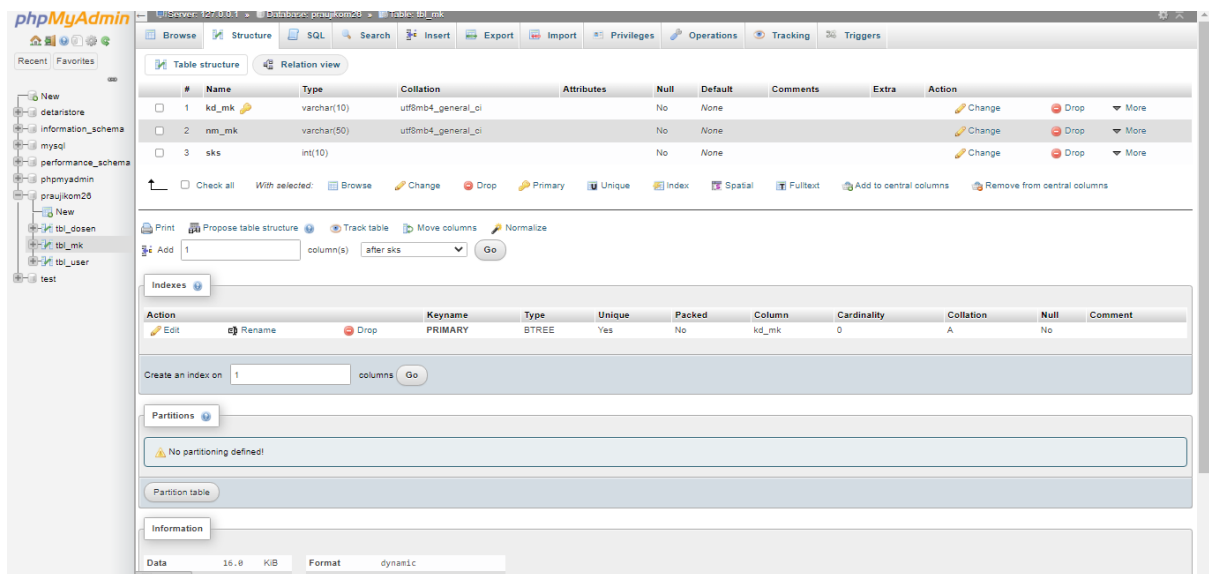 phpMyAdmin
Server: 127.0.0.1 » Database: praujikom26 » Table: tbl_mk
Browse Structure SQL Search Insert Export Import Privileges Operations Tracking Triggers
Recent Favorites
Table structure Relation view
New
detaristore
information_schema
mysql
performance_schema
phpmyadmin
praujikom26
New
tbl_dosen
tbl_mk
tbl_user
test
# Name Type Collation Attributes Null Default Comments Extra Action
1 kd_mk varchar(10) utf8mb4_general_ci No None Change Drop More
2 nm_mk varchar(50) utf8mb4_general_ci No None Change Drop More
3 sks int(10) No None Change Drop More
Check all With selected: Browse Change Drop Primary Unique Index Spatial Fulltext Add to central columns Remove from central columns
Print Propose table structure Track table Move columns Normalize
Add 1 column(s) after sks Go
Indexes
Action Keyname Type Unique Packed Column Cardinality Collation Null Comment
Edit Rename Drop PRIMARY BTREE Yes No kd_mk 0 A No
Create an index on 1 columns Go
Partitions
No partitioning defined!
Partition table
Information
Data 16.0 KiB Format dynamic